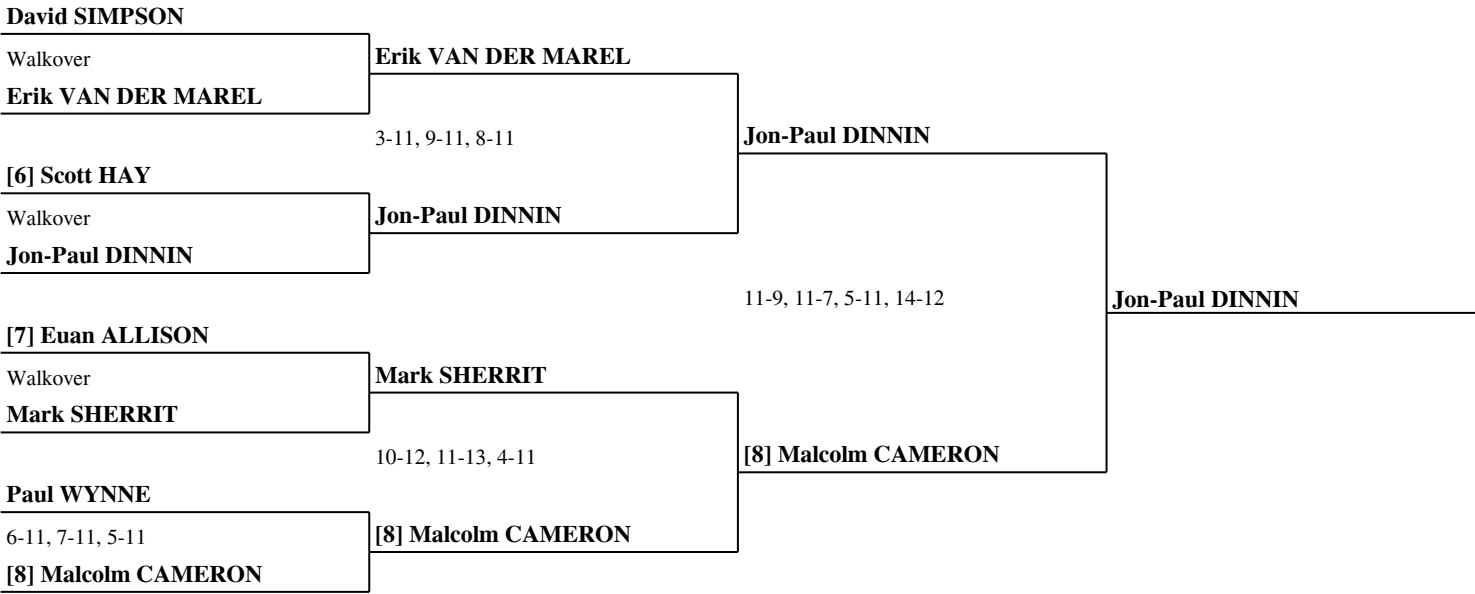 David SIMPSON
Walkover
Erik VAN DER MAREL
[6] Scott HAY
Walkover
Jon-Paul DINNIN
[7] Euan ALLISON
Walkover
Mark SHERRIT
Paul WYNNE
6-11, 7-11, 5-11
[8] Malcolm CAMERON
Erik VAN DER MAREL
3-11, 9-11, 8-11
Jon-Paul DINNIN
Mark SHERRIT
10-12, 11-13, 4-11
[8] Malcolm CAMERON
Jon-Paul DINNIN
11-9, 11-7, 5-11, 14-12
[8] Malcolm CAMERON
Jon-Paul DINNIN